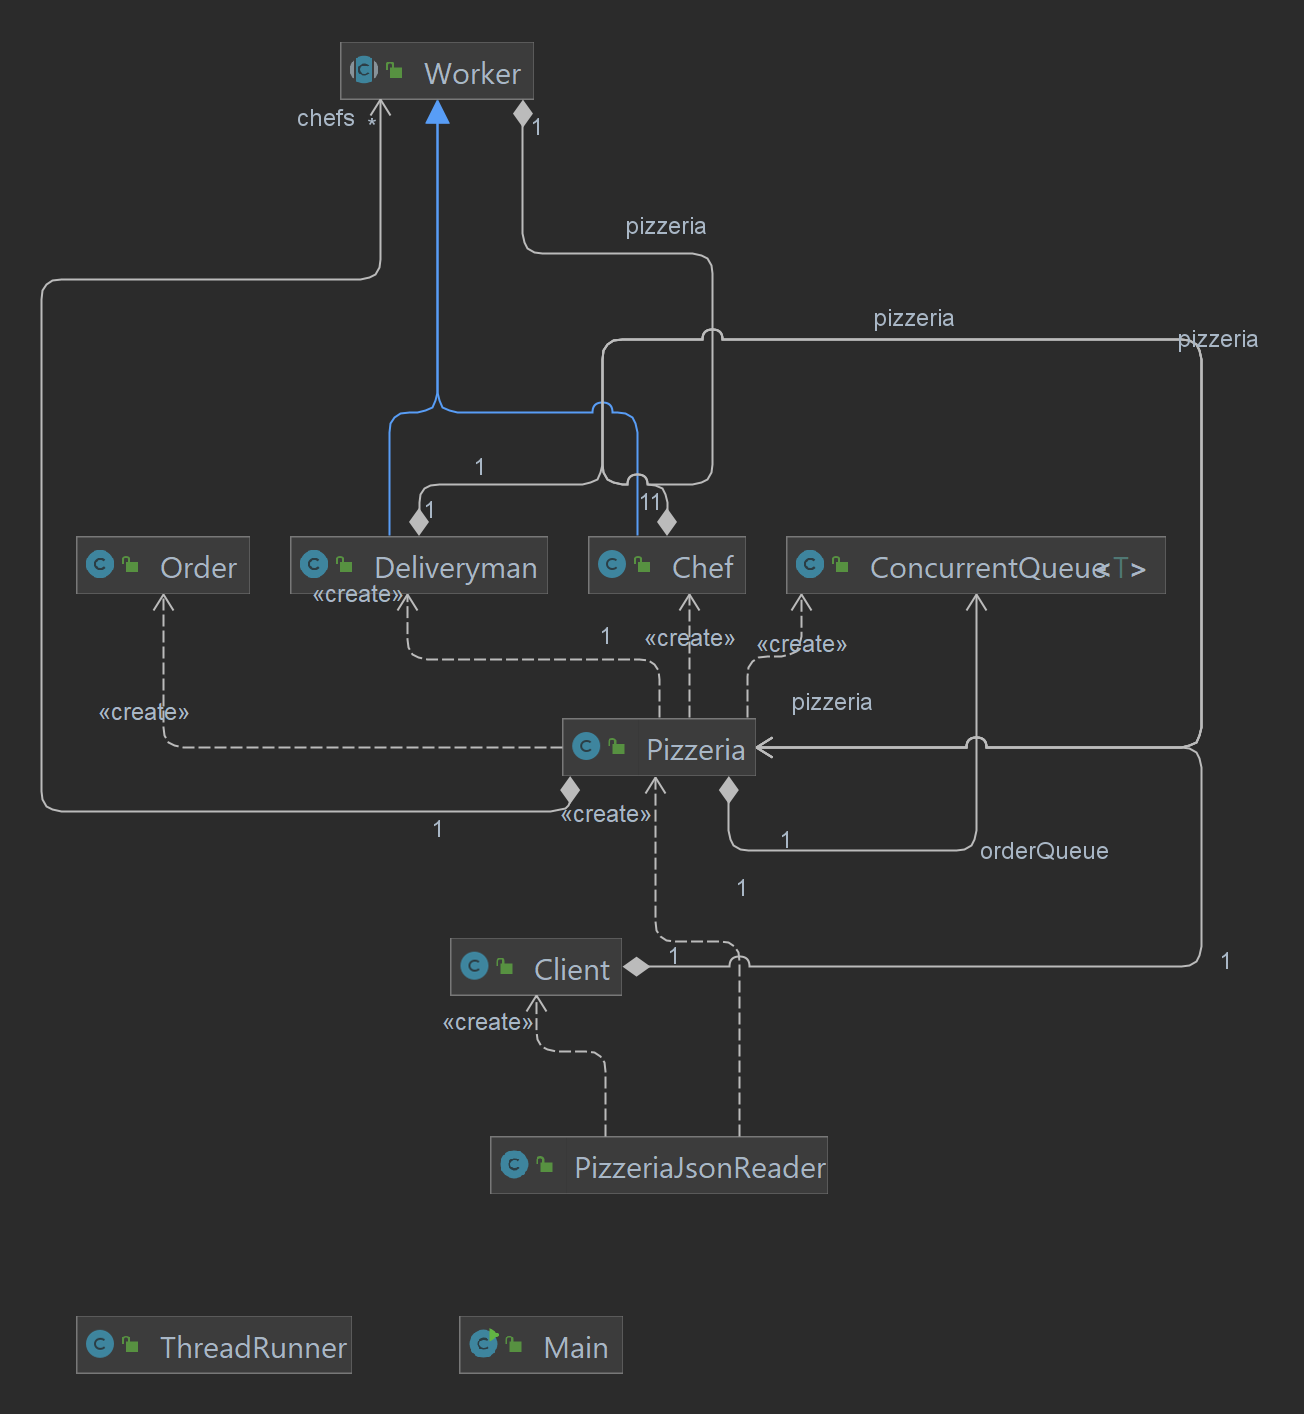 Worker
chefs *
1
pizzeria
pizzeria
pizzeria
1
1
11
Order
Deliveryman
Chef
ConcurrentQueue<T>
«create»
1
«create»
«create»
pizzeria
«create»
Pizzeria
«create»
1
1
orderQueue
1
1
Client
1
«create»
PizzeriaJsonReader
ThreadRunner
Main